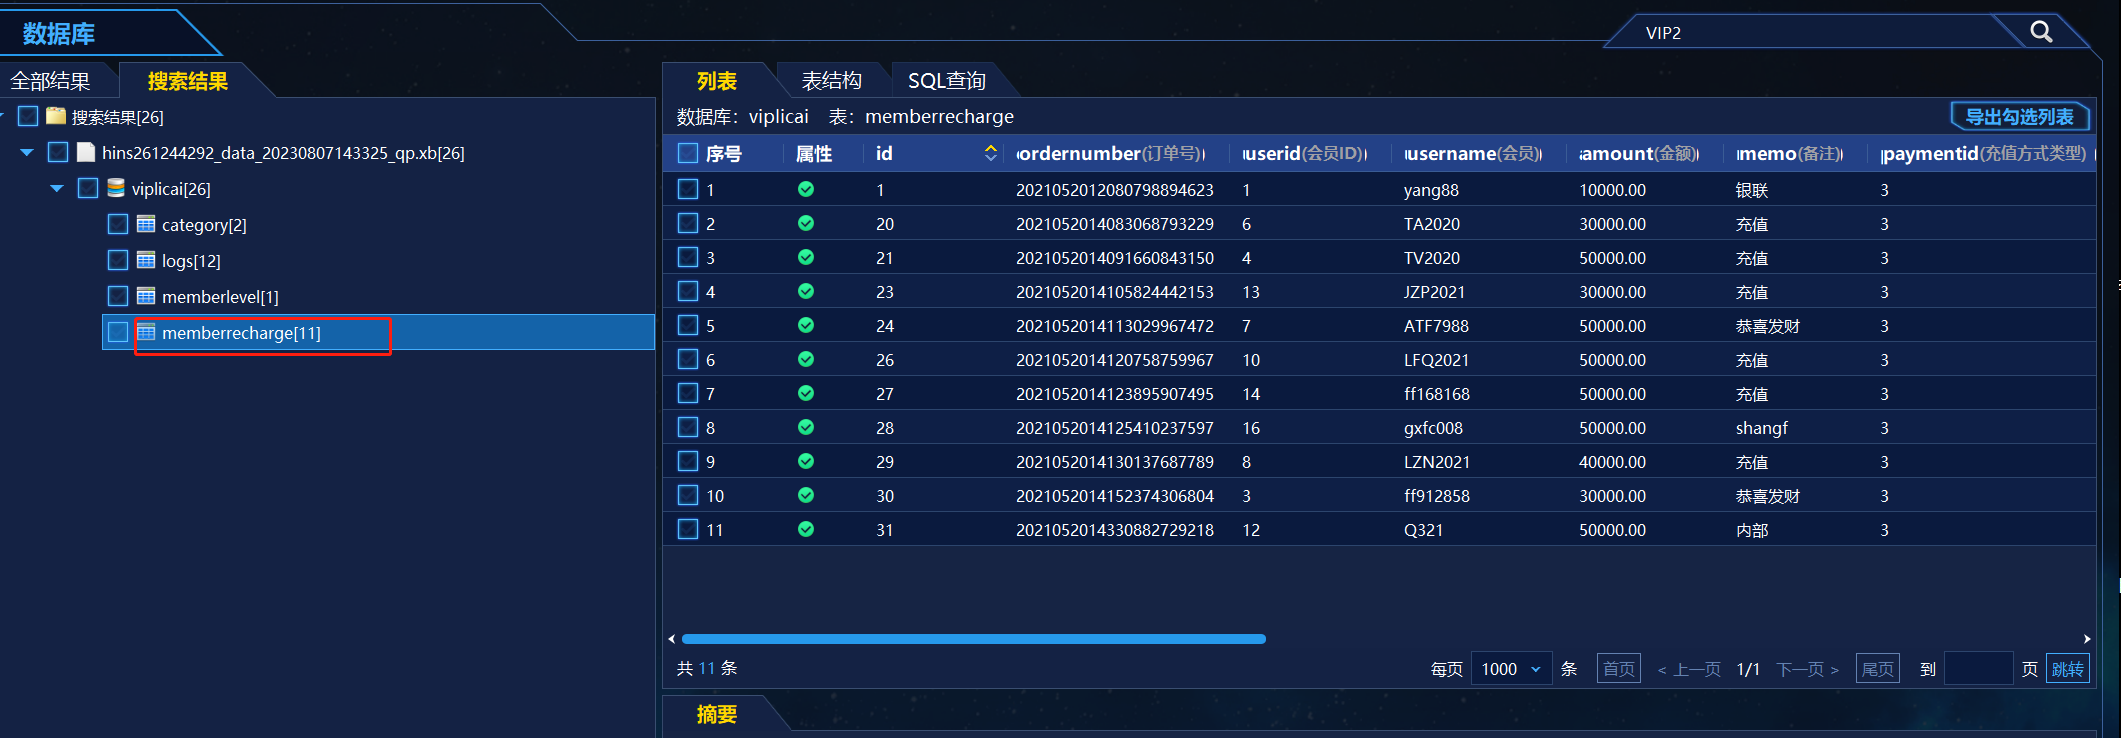 数据库
VIP2
全部结果 搜索结果
搜索结果[26]
hins261244292_data_20230807143325_qp.xb[26]
viplicai[26]
category[2]
logs[12]
memberlevel[1]
memberrecharge[11]
列表 表结构 SQL查询
数据库：viplicai 表：memberrecharge 导出勾选列表
序号 属性 id ordernumber(订单号) userid(会员ID) username(会员) amount(金额) memo(备注) paymentid(充值方式类型)
1 1 2021052012080798894623 1 yang88 10000.00 银联 3
2 20 2021052014083068793229 6 TA2020 30000.00 充值 3
3 21 2021052014091660843150 4 TV2020 50000.00 充值 3
4 23 2021052014105824442153 13 JZP2021 30000.00 充值 3
5 24 2021052014113029967472 7 ATF7988 50000.00 恭喜发财 3
6 26 2021052014120758759967 10 LFQ2021 50000.00 充值 3
7 27 2021052014123895907495 14 ff168168 50000.00 充值 3
8 28 2021052014125410237597 16 gxfc008 50000.00 shangf 3
9 29 2021052014130137687789 8 LZN2021 40000.00 充值 3
10 30 2021052014152374306804 3 ff912858 30000.00 恭喜发财 3
11 31 2021052014330882729218 12 Q321 50000.00 内部 3
共 11 条 每页 1000 条 首页 < 上一页 1/1 下一页 > 尾页 到 页 跳转
摘要